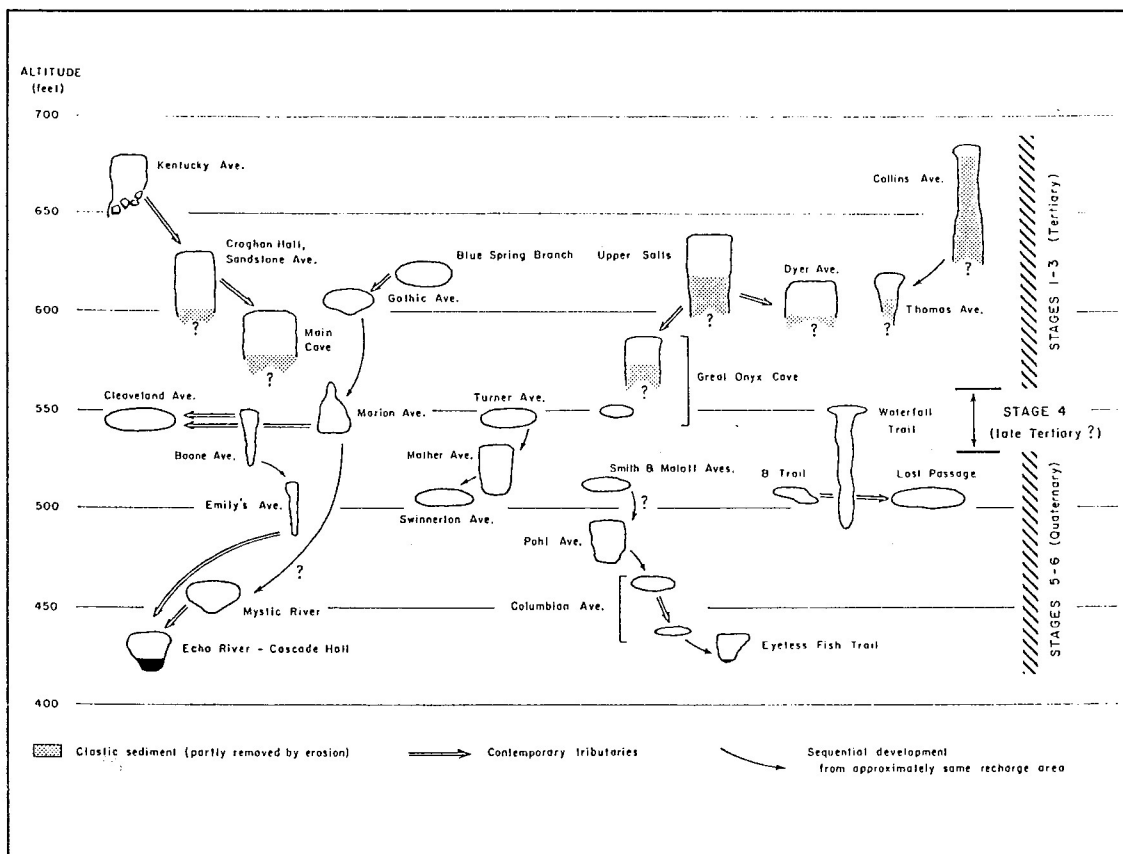 ALTITUDE
(feet)
700
650
600
550
500
450
400
Kentucky Ave.
Croghan Hall,
Sandstone Ave.
?
Main
Cave
?
Blue Spring Branch
Gothic Ave.
Upper Salts
?
Dyer Ave.
?
Collins Ave.
?
Thomas Ave.
?
Great Onyx Cave
?
Cleaveland Ave.
Boone Ave.
Marion Ave.
Emily's Ave.
?
Mystic River
Echo River - Cascade Hall
Turner Ave.
Mather Ave.
Swinnerton Ave.
Smith & Malott Aves.
?
Pohl Ave.
Columbian Ave.
Eyeless Fish Trail
Waterfall
Trail
B Trail
Lost Passage
STAGES 1-3 (Tertiary)
STAGE 4
(late Tertiary ?)
STAGES 5-6 (Quaternary)
Clastic sediment (partly removed by erosion)
Contemporary tributaries
Sequential development
from approximately same recharge area